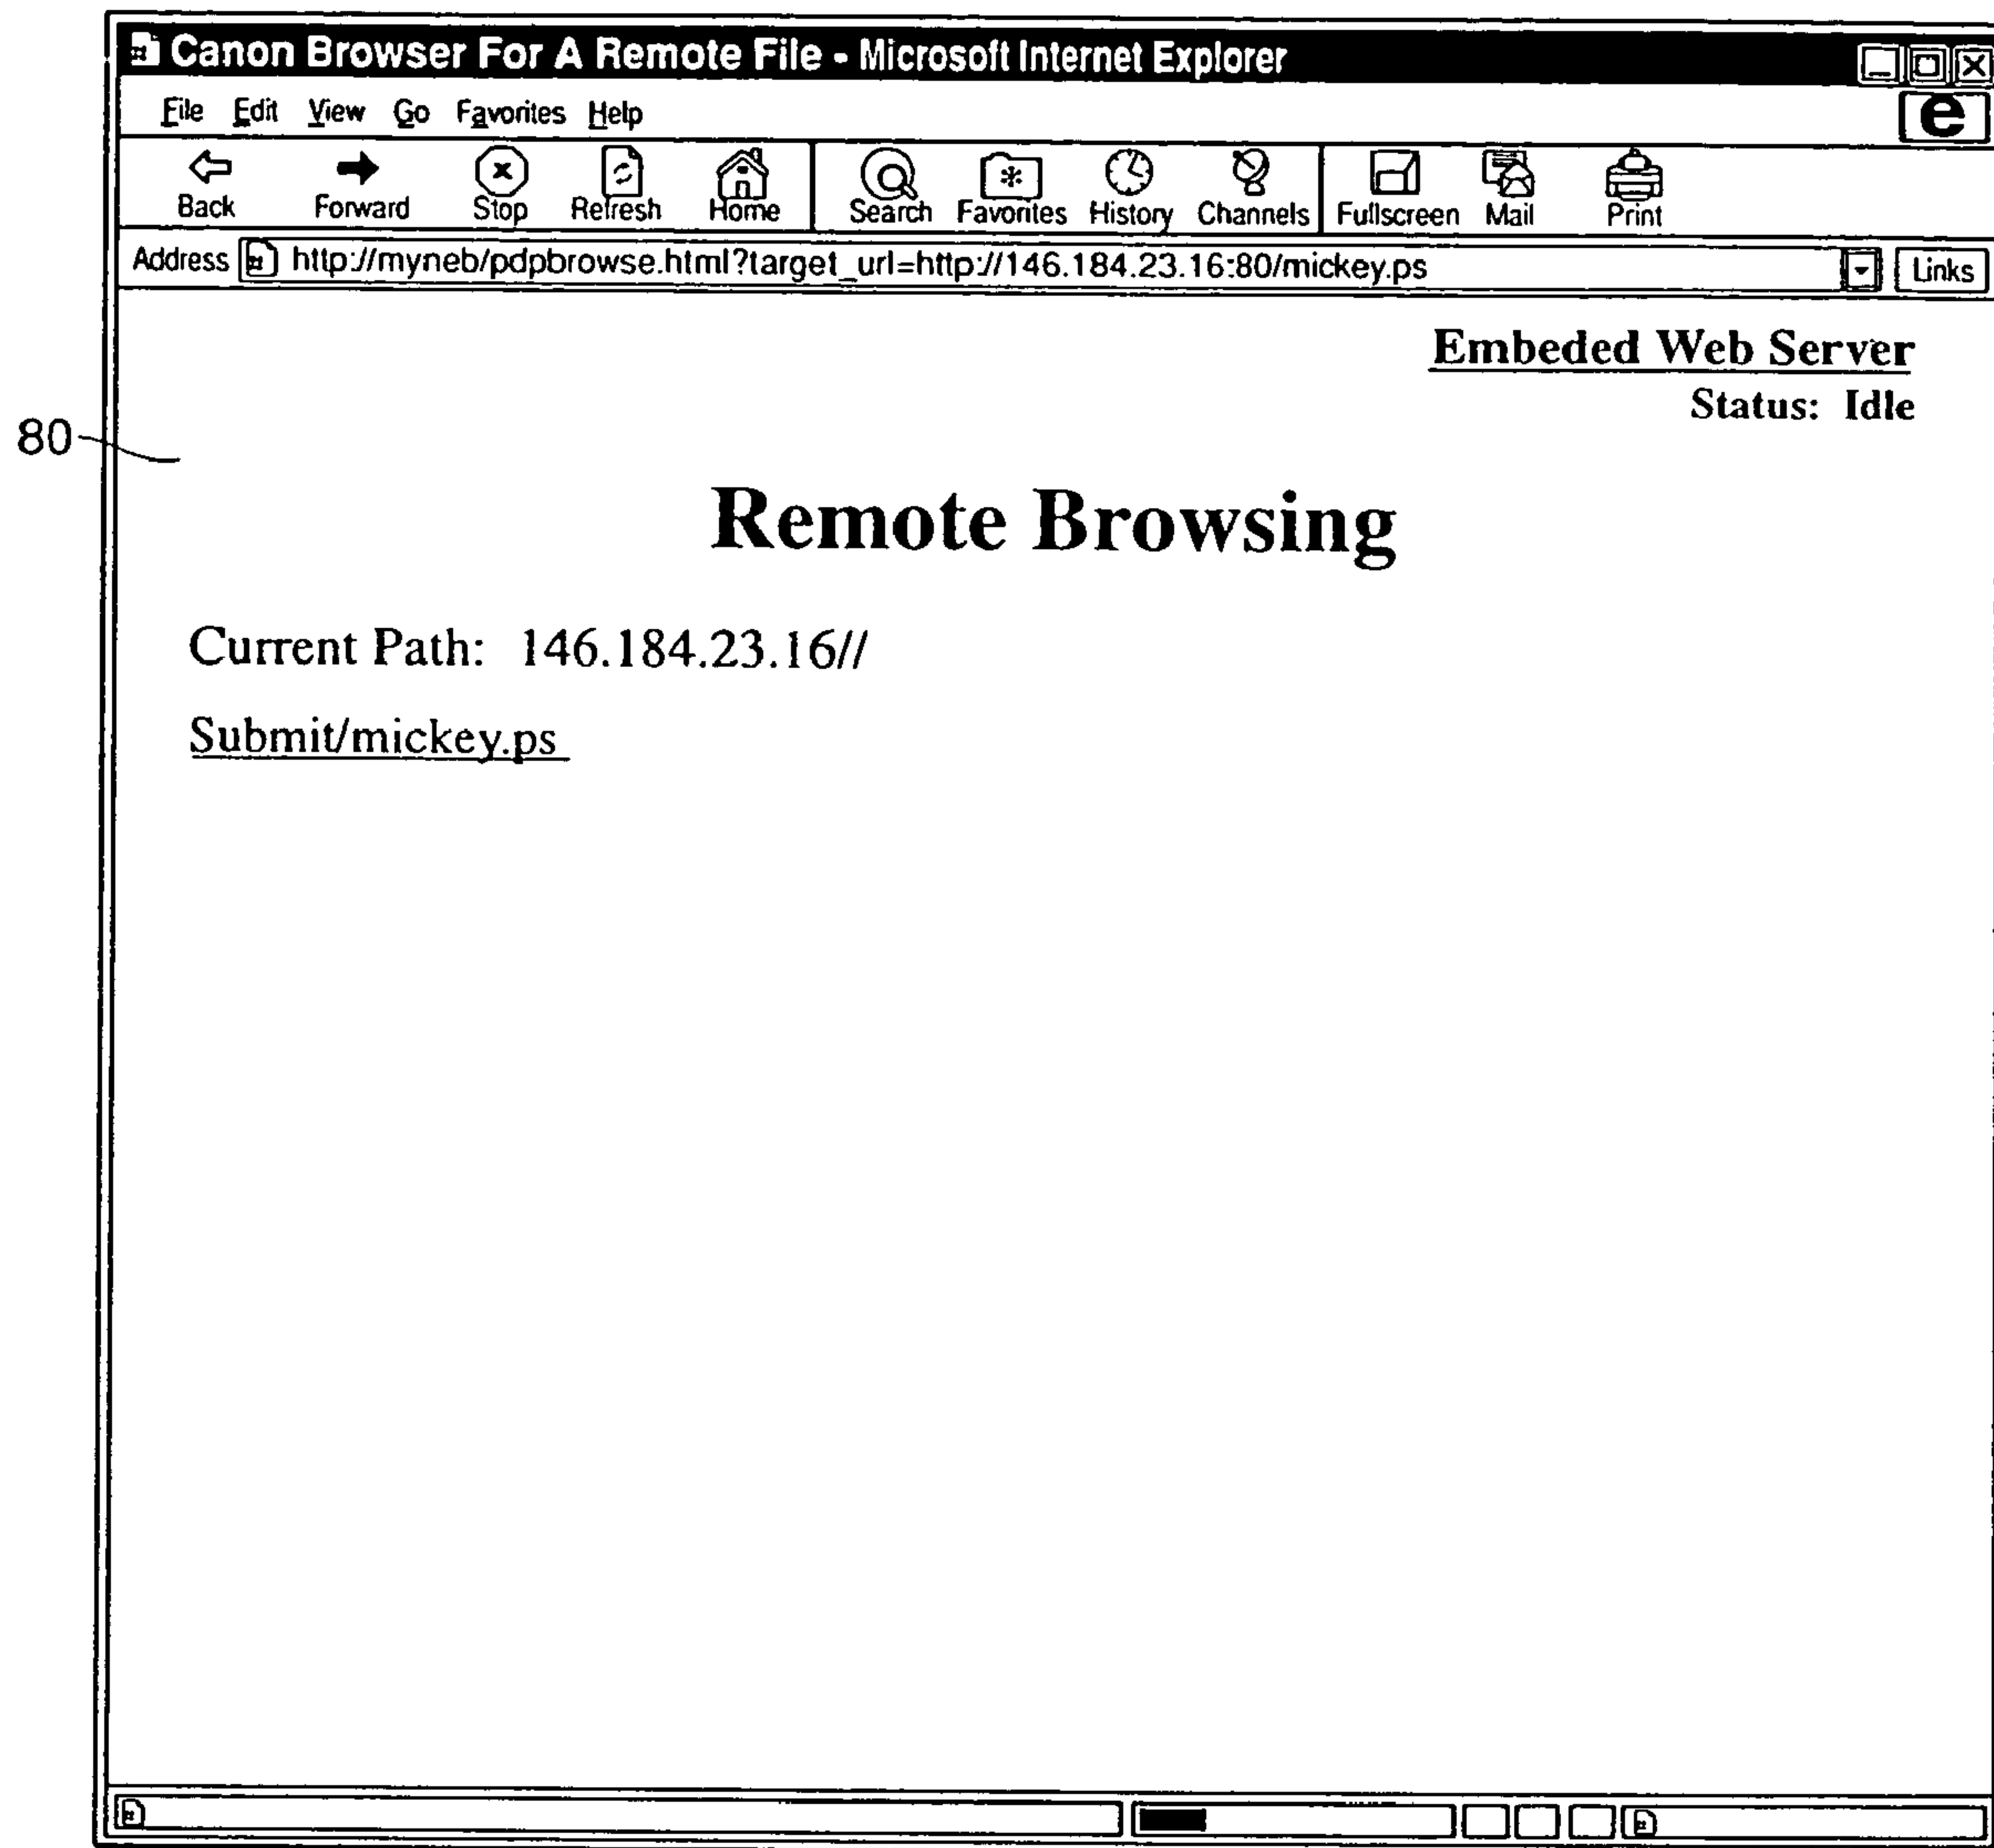 Canon Browser For A Remote File - Microsoft Internet Explorer
File Edit View Go Favorites Help
e
Back Forward Stop Refresh Home Search Favorites History Channels Fullscreen Mail Print
Address http://myneb/pdpbrowse.html?target_url=http://146.184.23.16:80/mickey.ps Links
Embeded Web Server
Status: Idle
80
Remote Browsing
Current Path: 146.184.23.16//
Submit/mickey.ps